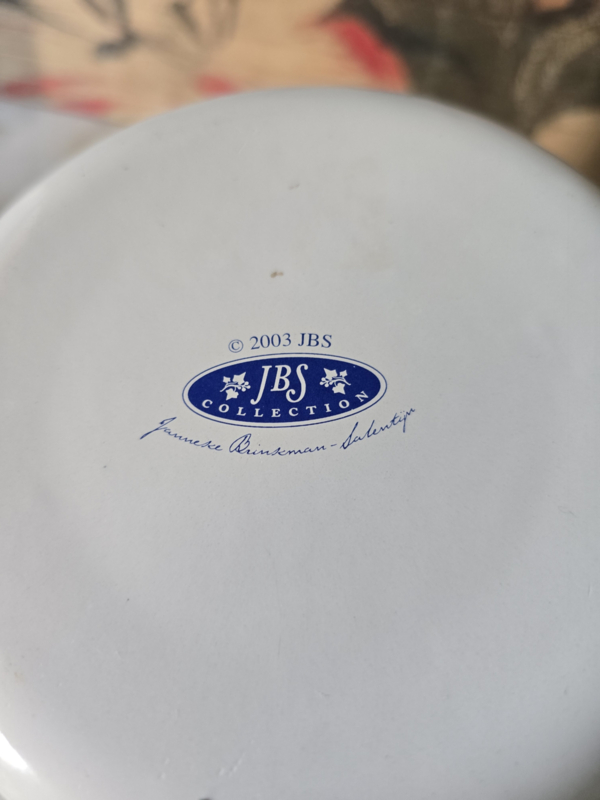 © 2003 JBS
JBS
COLLECTION
Janneke Brinkman-Salentijn